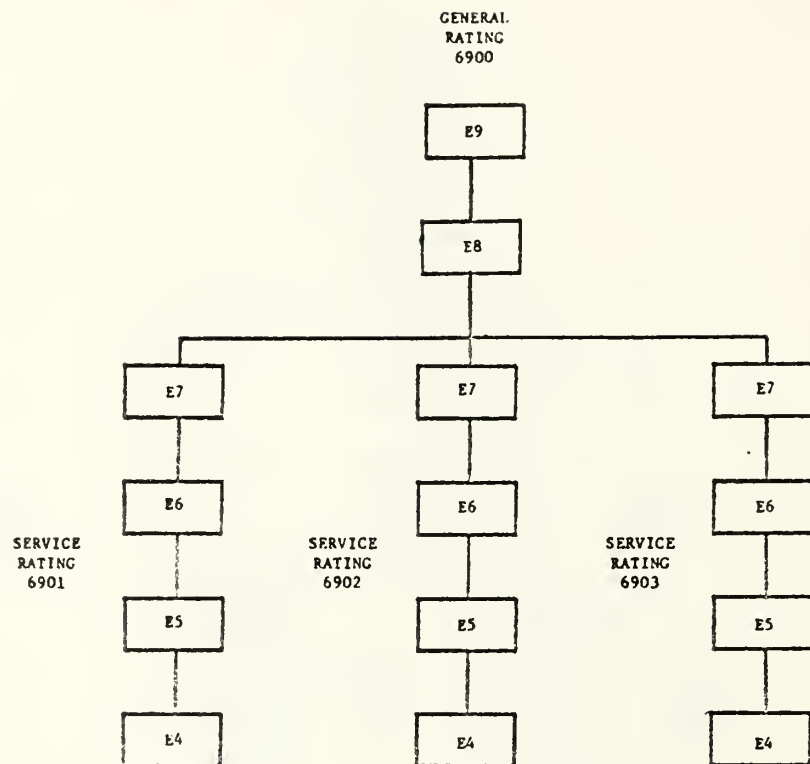 GENERAL
RATING
6900
E9
E8
E7 E7 E7
E6 E6 E6
SERVICE
RATING
6901
SERVICE
RATING
6902
SERVICE
RATING
6903
E5 E5 E5
E4 E4 E4